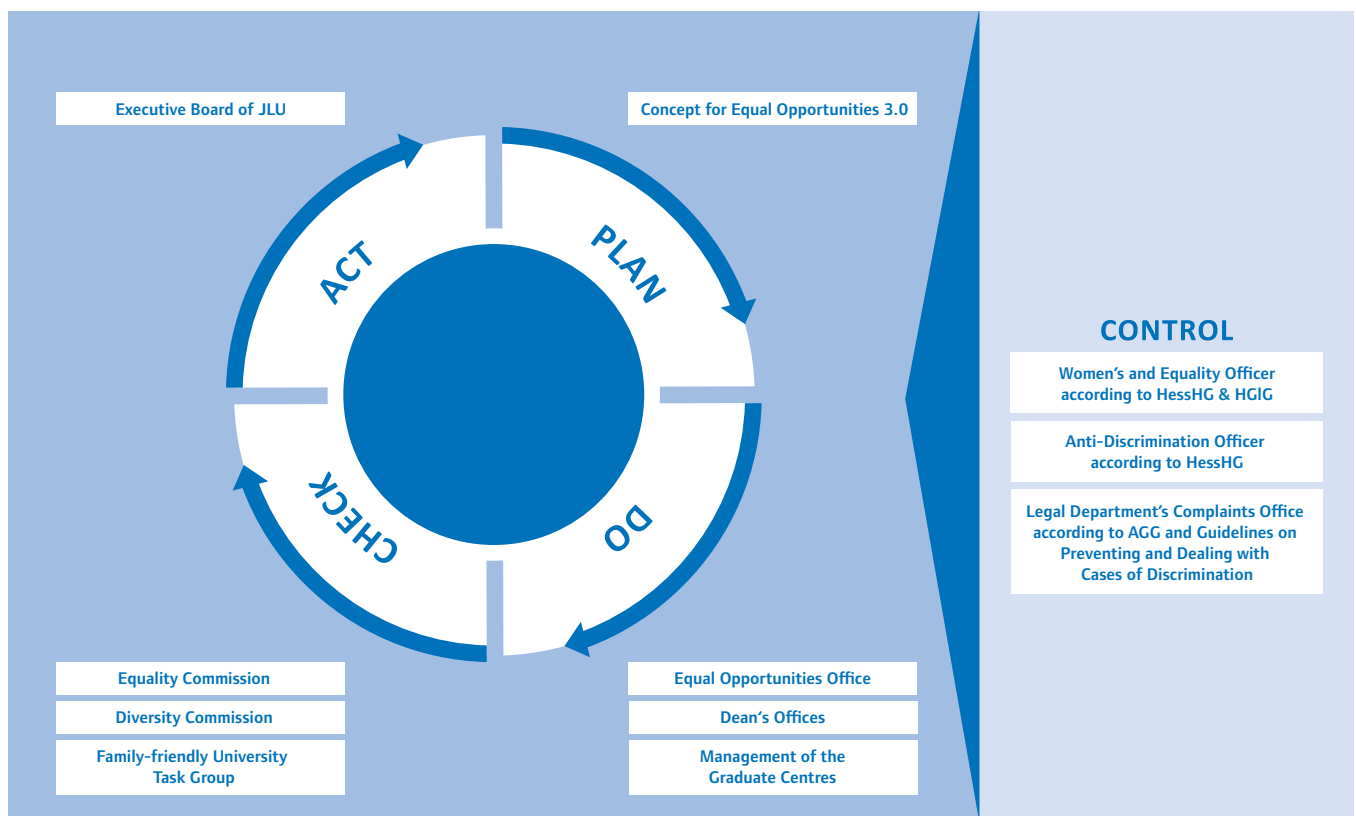 Executive Board of JLU
Concept for Equal Opportunities 3.0
ACT
PLAN
CHECK
DO
Equality Commission
Diversity Commission
Family-friendly University
Task Group
Equal Opportunities Office
Dean's Offices
Management of the
Graduate Centres
CONTROL
Women's and Equality Officer
according to HessHG & HGlG
Anti-Discrimination Officer
according to HessHG
Legal Department's Complaints Office
according to AGG and Guidelines on
Preventing and Dealing with
Cases of Discrimination